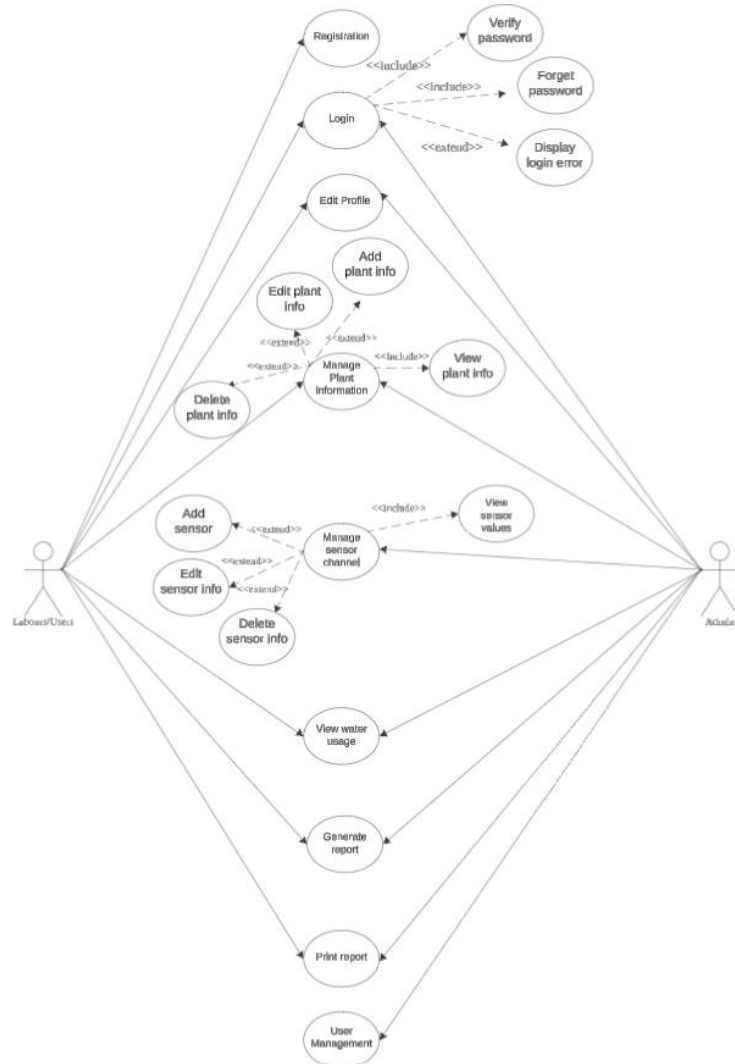 Registration
Verify
password
<<include>>
Forget
password
<<include>>
Login
<<extend>>
Display
login error
Edit Profile
Add
plant info
Edit plant
info
<<extend>>
<<extend>>
<<include>>
View
plant info
Manage
Plant
Information
<<extend>>
Delete
plant info
<<include>>
View
sensor
values
Add
sensor
<<extend>>
Manage
sensor
channel
<<extend>>
Edit
sensor info
<<extend>>
Delete
sensor info
/Users
View water
usage
Generate
report
Print report
User
Management